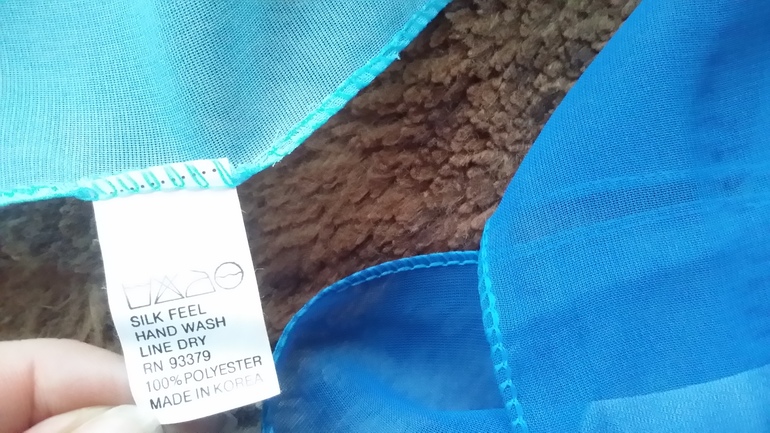 SILK FEEL
HAND WASH
LINE DRY
RN 93379
100% POLYESTER
MADE IN KOREA